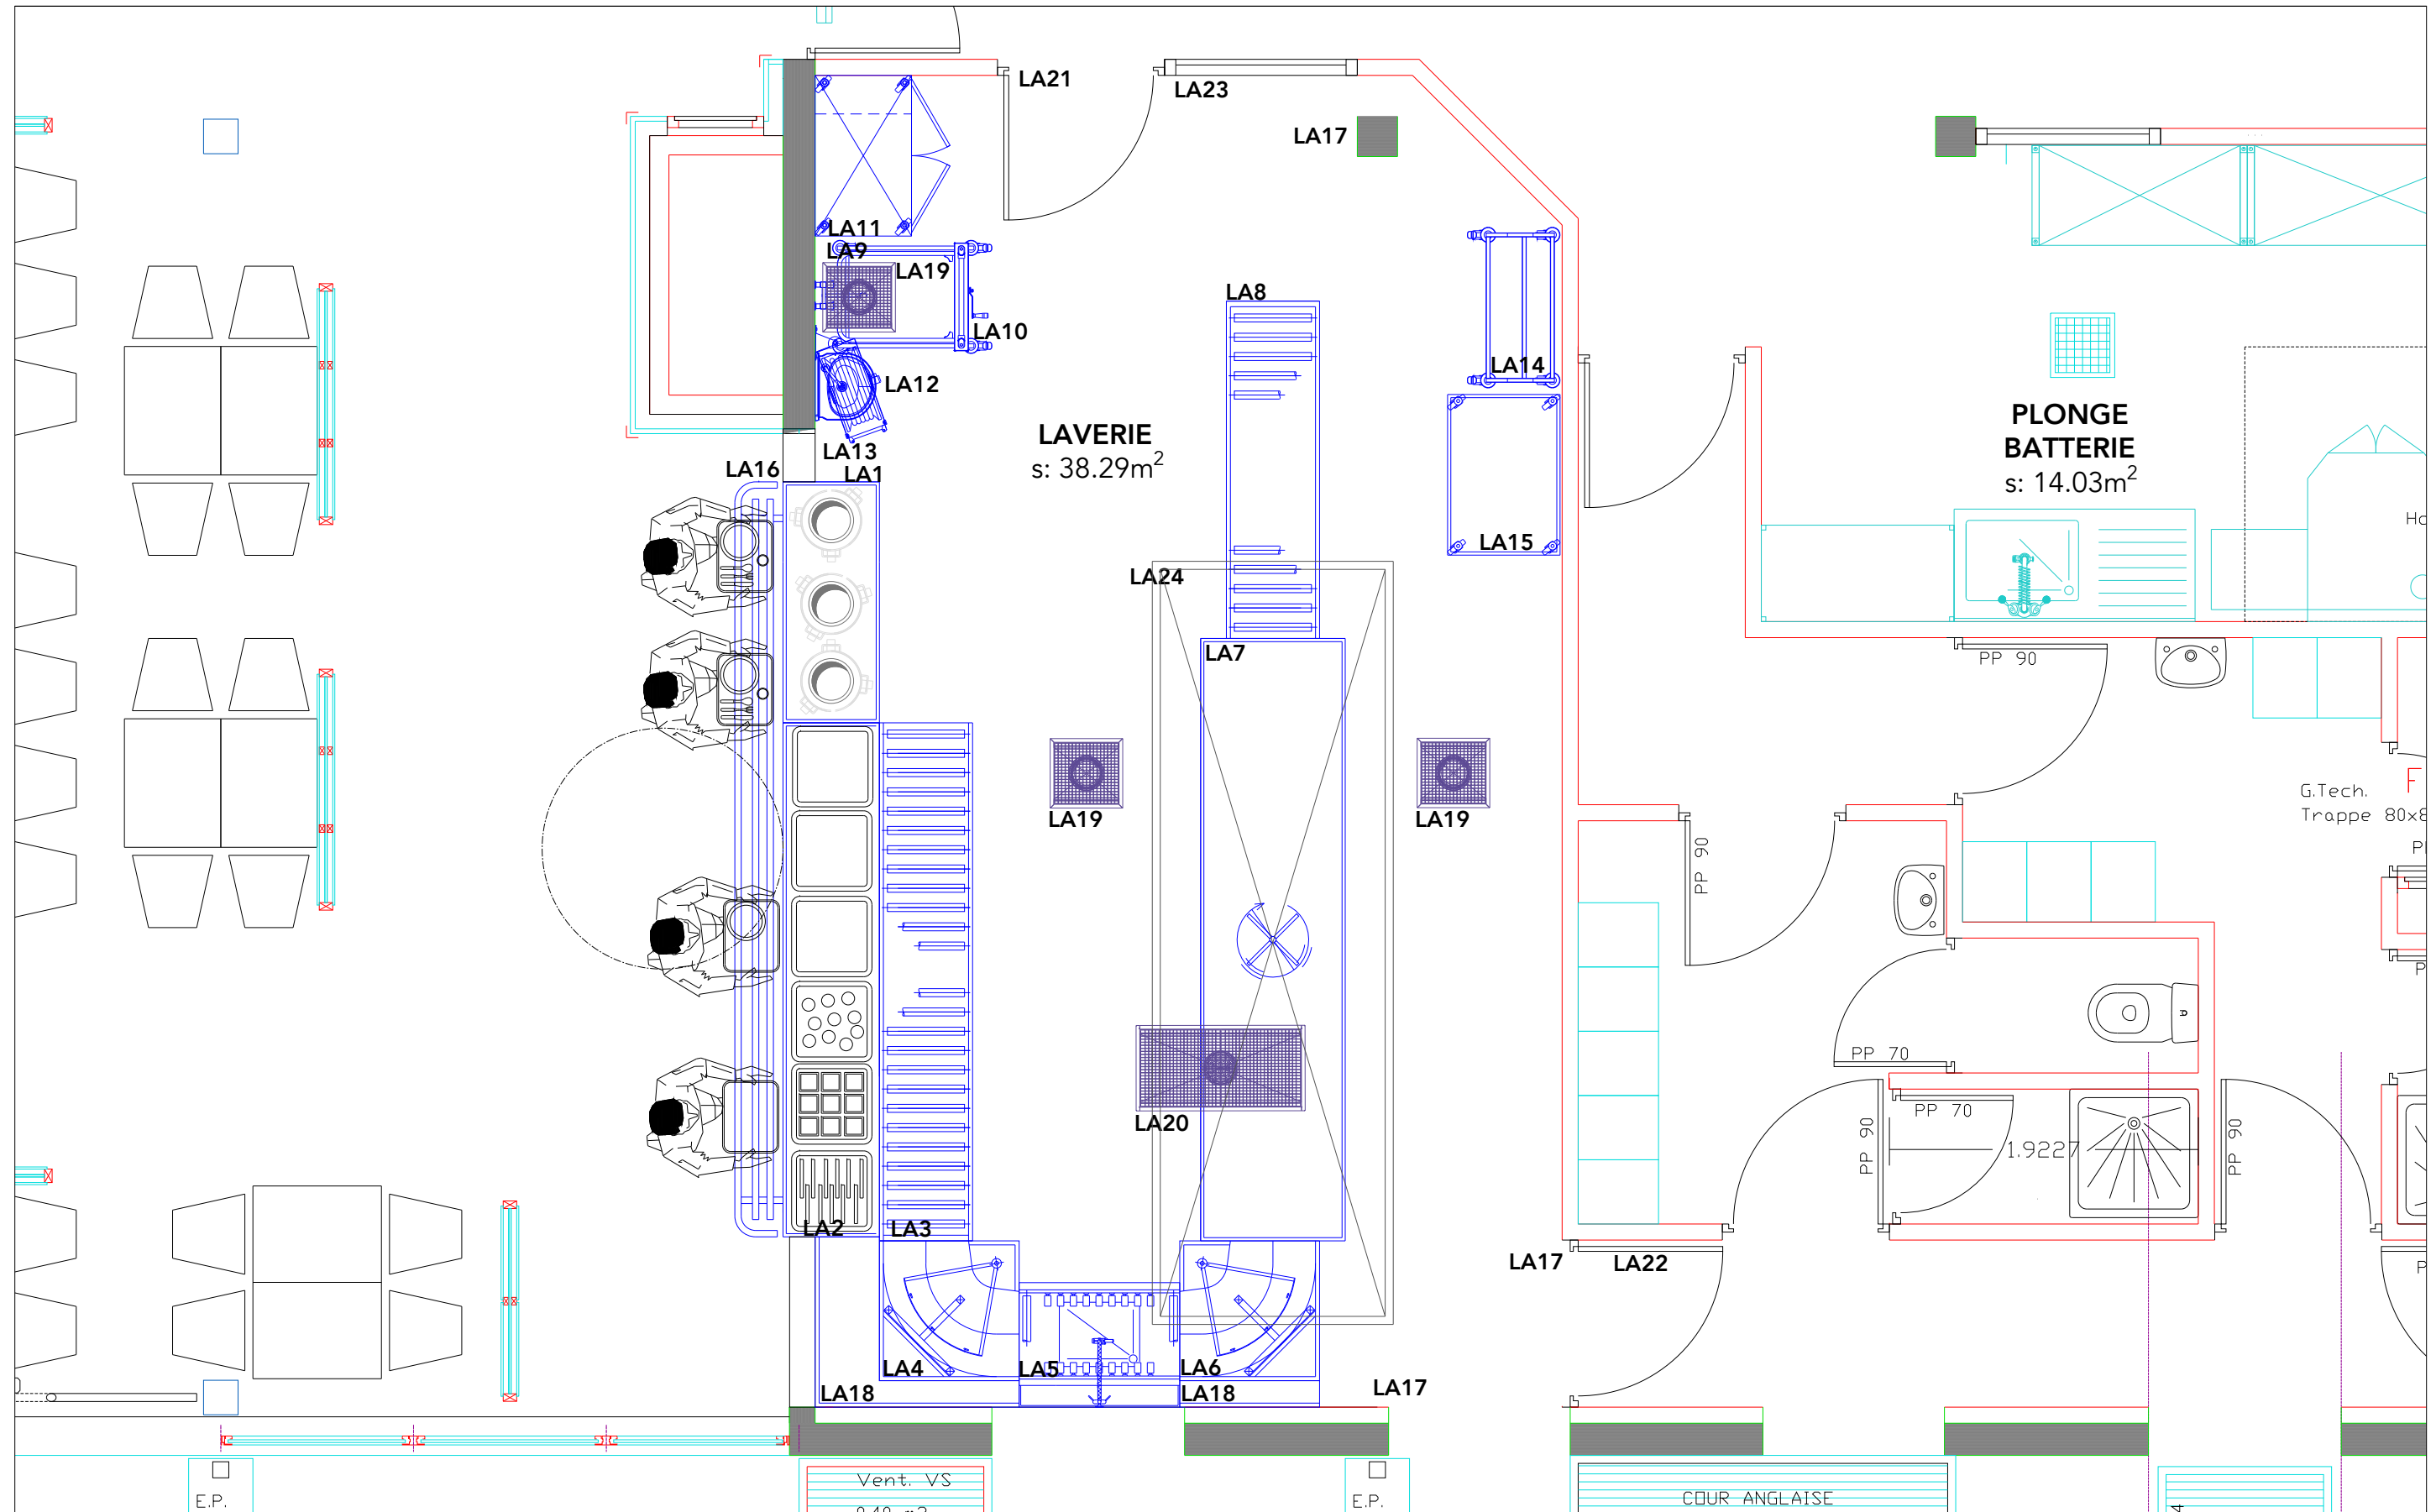 LA21
LA23
LA17
LA11
LA9
LA19
LA8
LA10
LA14
LA12
PLONGE
BATTERIE
s: 14.03m²
LAVERIE
s: 38.29m²
LA13
LA16
LA1
LA15
LA24
LA7
PP 90
G.Tech.
Trappe 80x8
LA19
LA19
PP 90
PP 70
PP 70
LA20
PP 90
1.9227
PP 90
LA2
LA3
LA17
LA22
LA4
LA5
LA6
LA18
LA18
LA17
Vent. VS
E.P.
E.P.
COUR ANGLAISE